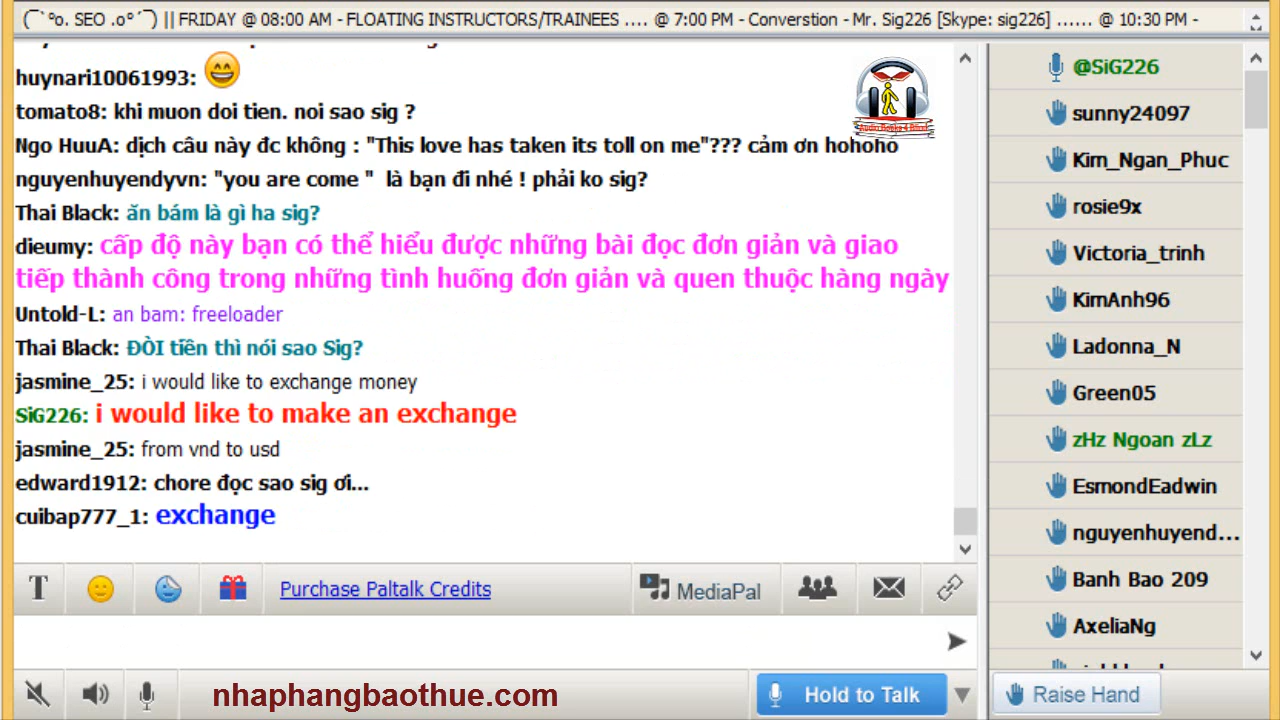 (¯`°o. SEO .o°´¯) || FRIDAY @ 08:00 AM - FLOATING INSTRUCTORS/TRAINEES .... @ 7:00 PM - Converstion - Mr. Sig226 [Skype: sig226] ...... @ 10:30 PM -
huynari10061993:
tomato8: khi muon doi tien. noi sao sig ?
Ngo HuuA: dịch câu này đc không : "This love has taken its toll on me"??? cảm ơn hohoho
nguyenhuyendyvn: "you are come " là bạn đi nhé ! phải ko sig?
Thai Black: ăn bám là gì ha sig?
dieumy: cấp độ này bạn có thể hiểu được những bài đọc đơn giản và giao
tiếp thành công trong những tình huống đơn giản và quen thuộc hàng ngày
Untold-L: an bam: freeloader
Thai Black: ĐÒI tiền thì nói sao Sig?
jasmine_25: i would like to exchange money
SiG226: i would like to make an exchange
jasmine_25: from vnd to usd
edward1912: chore đọc sao sig ơi...
cuibap777_1: exchange
Audio Books 4 Blind
@SiG226
sunny24097
Kim_Ngan_Phuc
rosie9x
Victoria_trinh
KimAnh96
Ladonna_N
Green05
zHz Ngoan zLz
EsmondEadwin
nguyenhuyend...
Banh Bao 209
AxeliaNg
T
Purchase Paltalk Credits
MediaPal
nhaphangbaothue.com
Hold to Talk
Raise Hand